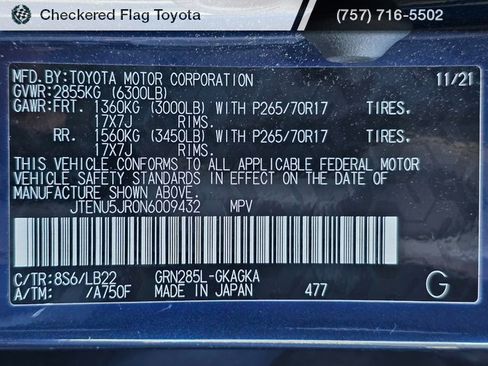 Checkered Flag Toyota (757) 716-5502
MFD.BY:TOYOTA MOTOR CORPORATION 11/21
GVWR:2855KG (6300LB)
GAWR:FRT. 1360KG (3000LB) WITH P265/70R17 TIRES.
17X7J RIMS.
RR. 1560KG (3450LB) WITH P265/70R17 TIRES.
17X7J RIMS.
THIS VEHICLE CONFORMS TO ALL APPLICABLE FEDERAL MOTOR
VEHICLE SAFETY STANDARDS IN EFFECT ON THE DATE OF
MANUFACTURE SHOWN ABOVE.
JTENU5JR0N6009432 MPV
C/TR:8S6/LB22 GRN285L-GKAGKA
A/TM: /A750F MADE IN JAPAN 477 G